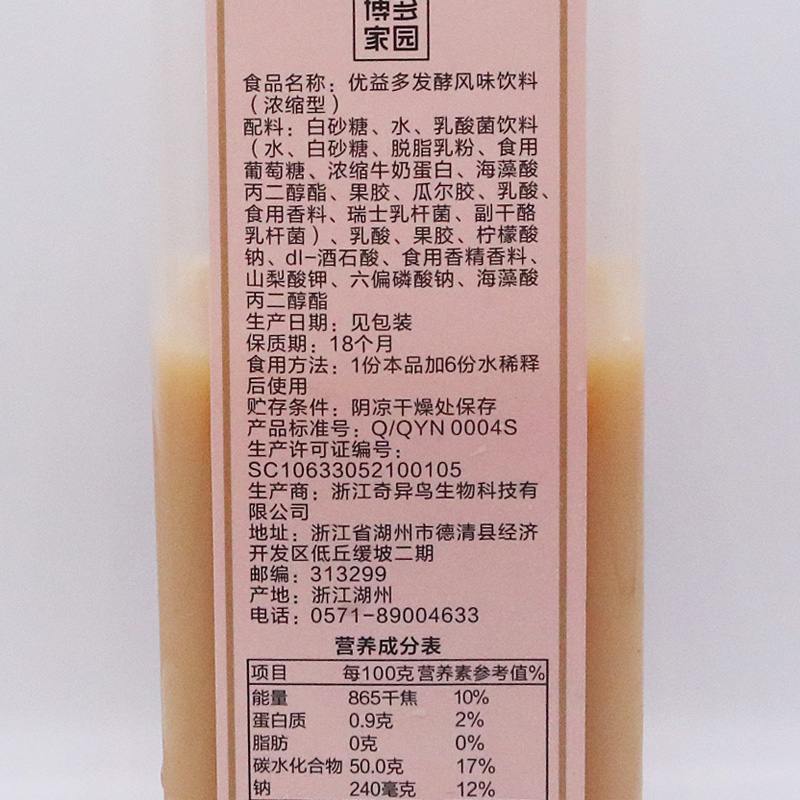 博多
家园
食品名称：优益多发酵风味饮料
（浓缩型）
配料：白砂糖、水、乳酸菌饮料
（水、白砂糖、脱脂乳粉、食用
葡萄糖、浓缩牛奶蛋白、海藻酸
丙二醇酯、果胶、瓜尔胶、乳酸、
食用香料、瑞士乳杆菌、副干酪
乳杆菌）、乳酸、果胶、柠檬酸
钠、dl-酒石酸、食用香精香料、
山梨酸钾、六偏磷酸钠、海藻酸
丙二醇酯
生产日期：见包装
保质期：18个月
食用方法：1份本品加6份水稀释
后使用
贮存条件：阴凉干燥处保存
产品标准号：Q/QYN 0004S
生产许可证编号：
SC10633052100105
生产商：浙江奇异鸟生物科技有
限公司
地址：浙江省湖州市德清县经济
开发区低丘缓坡二期
邮编：313299
产地：浙江湖州
电话：0571-89004633
营养成分表
项目 每100克 营养素参考值%
能量 865千焦 10%
蛋白质 0.9克 2%
脂肪 0克 0%
碳水化合物 50.0克 17%
钠 240毫克 12%